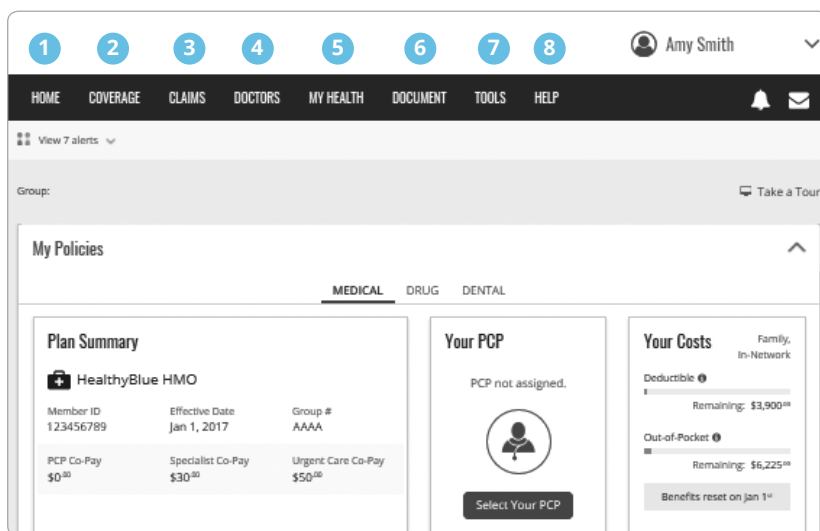 1 2 3 4 5 6 7 8
Amy Smith
HOME COVERAGE CLAIMS DOCTORS MY HEALTH DOCUMENT TOOLS HELP
View 7 alerts
Group:
Take a Tour
My Policies
MEDICAL DRUG DENTAL
Plan Summary
HealthyBlue HMO
Member ID Effective Date Group #
123456789 Jan 1, 2017 AAAA
PCP Co-Pay Specialist Co-Pay Urgent Care Co-Pay
$0.00 $30.00 $50.00
Your PCP
PCP not assigned.
Select Your PCP
Your Costs
Family,
In-Network
Deductible
Remaining: $3,900.00
Out-of-Pocket
Remaining: $6,225.00
Benefits reset on Jan 1st